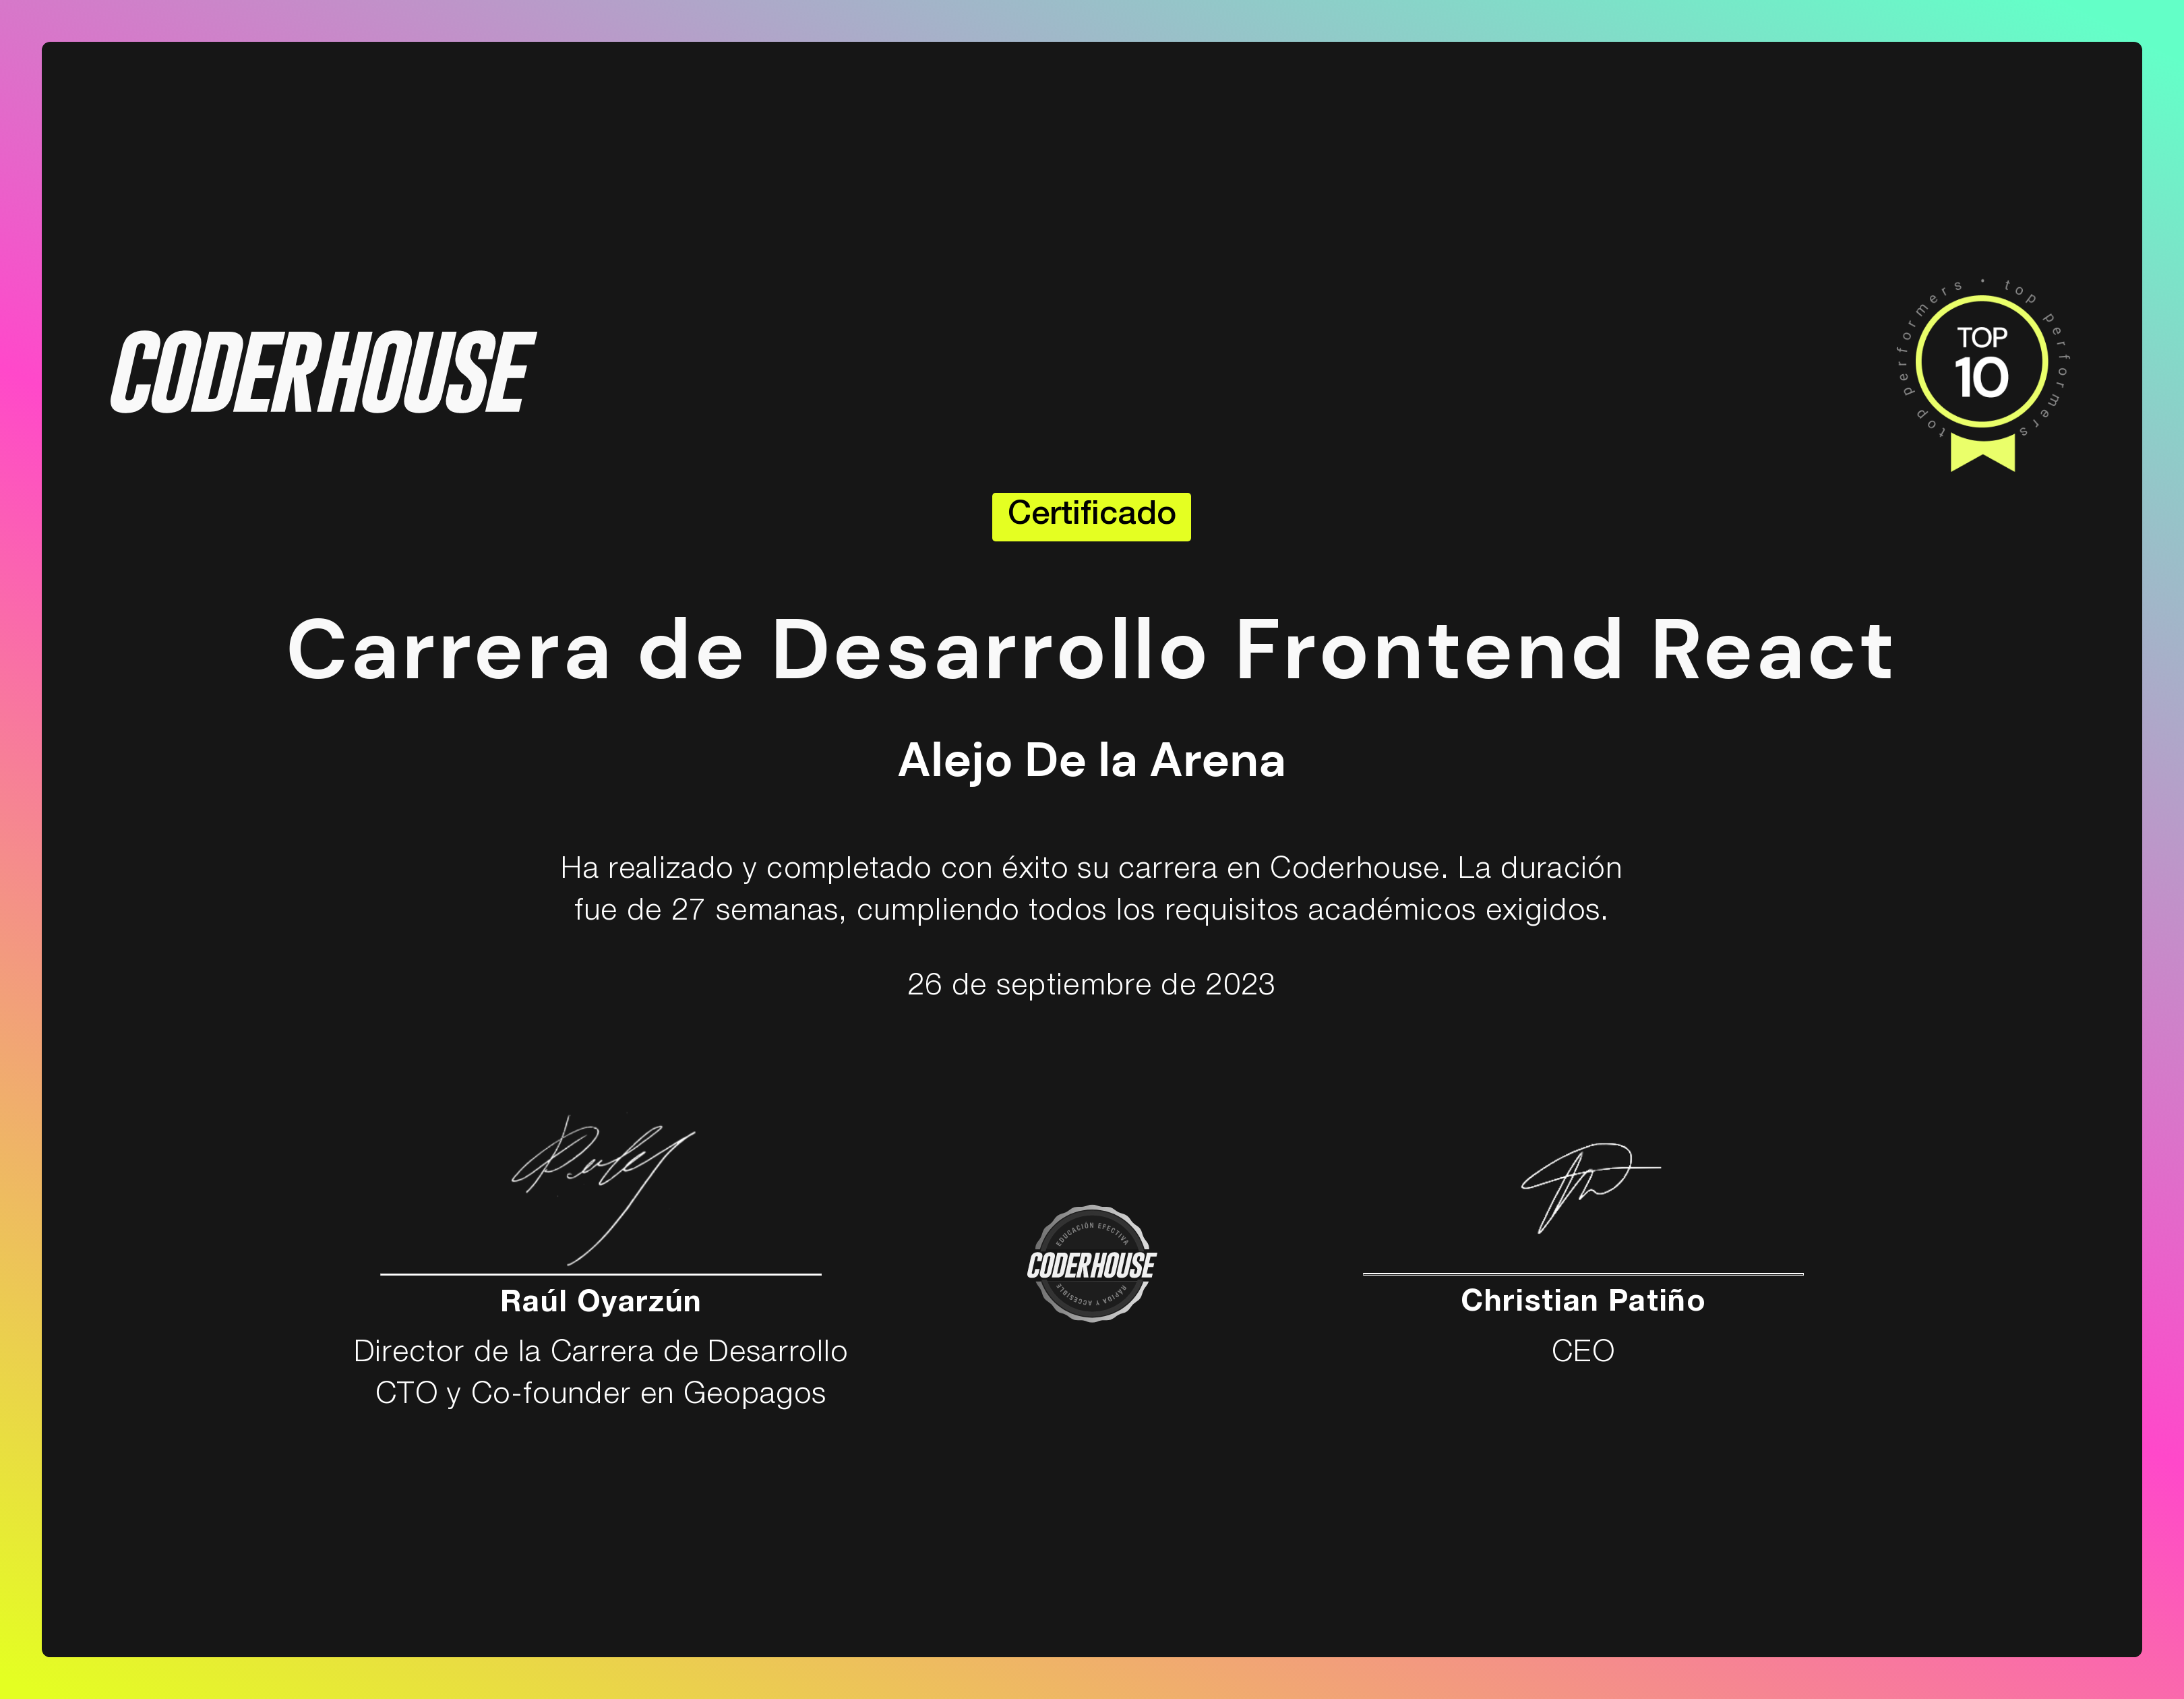 CODERHOUSE
top performers • top performers
TOP
10
Certificado
Carrera de Desarrollo Frontend React
Alejo De la Arena
Ha realizado y completado con éxito su carrera en Coderhouse. La duración
fue de 27 semanas, cumpliendo todos los requisitos académicos exigidos.
26 de septiembre de 2023
EDUCACIÓN EFECTIVA
CODERHOUSE
RÁPIDA Y ACCESIBLE
Raúl Oyarzún
Director de la Carrera de Desarrollo
CTO y Co-founder en Geopagos
Christian Patiño
CEO